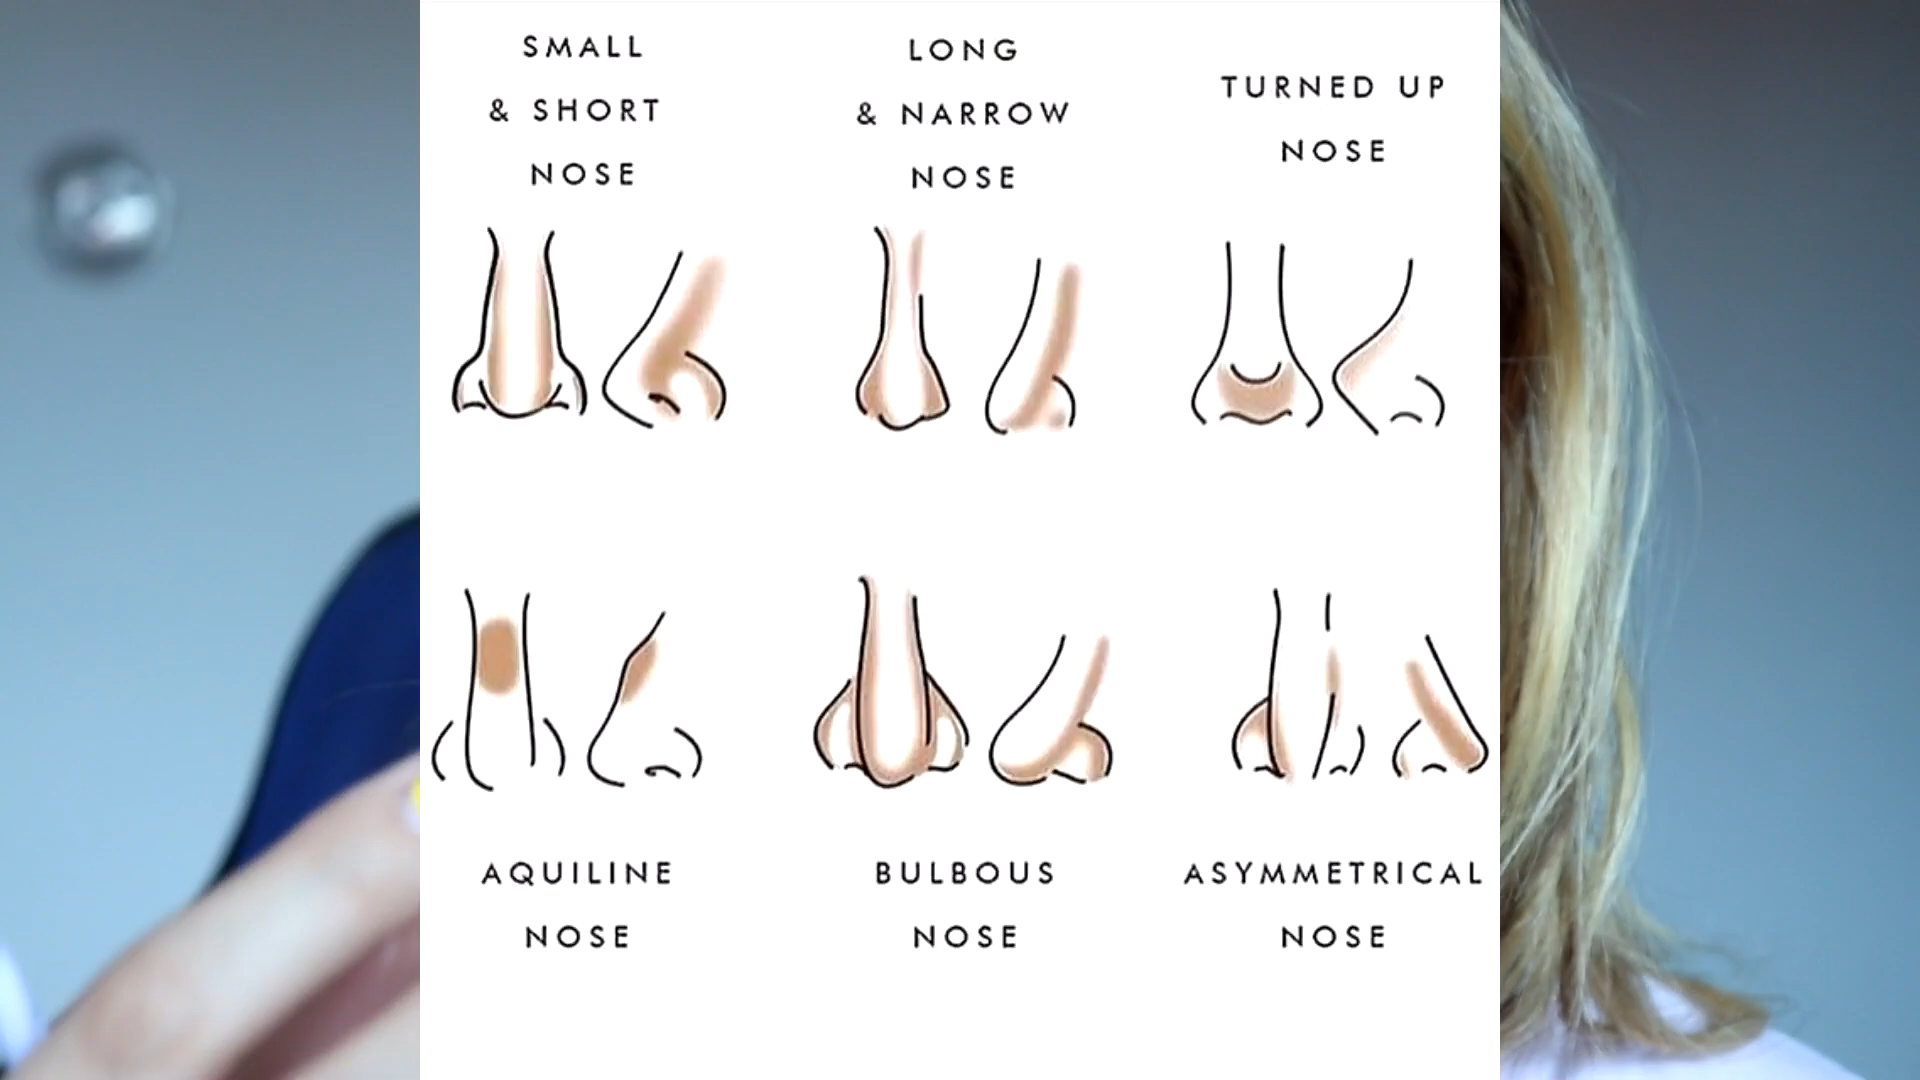 SMALL
& SHORT
NOSE
LONG
& NARROW
NOSE
TURNED UP
NOSE
AQUILINE
NOSE
BULBOUS
NOSE
ASYMMETRICAL
NOSE